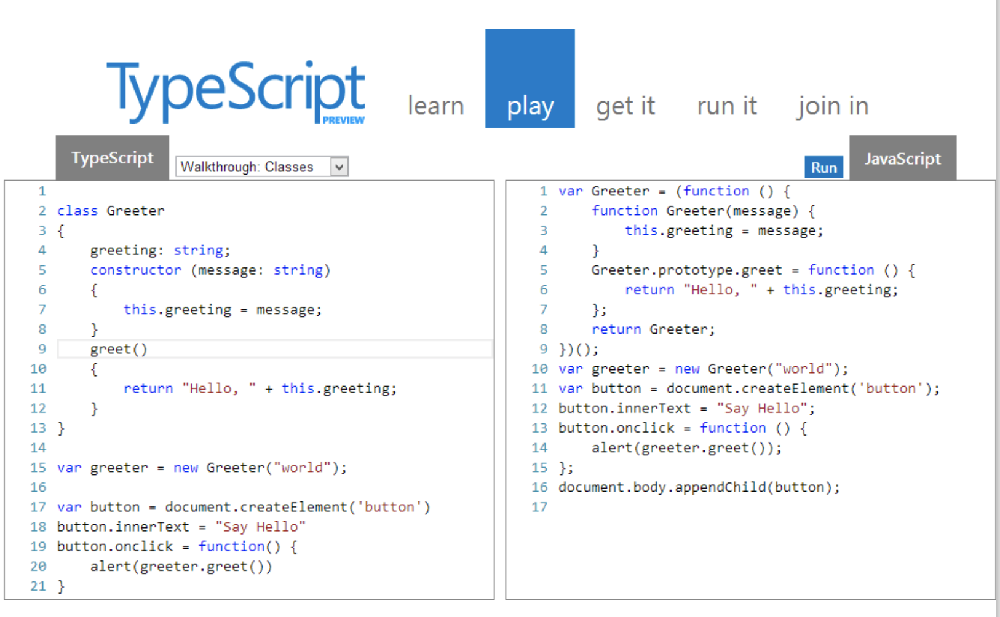 TypeScript
PREVIEW
learn
play
get it
run it
join in
TypeScript
Walkthrough: Classes
Run
JavaScript
1
2 class Greeter
3 {
4     greeting: string;
5     constructor (message: string)
6     {
7         this.greeting = message;
8     }
9     greet()
10     {
11         return "Hello, " + this.greeting;
12     }
13 }
14
15 var greeter = new Greeter("world");
16
17 var button = document.createElement('button')
18 button.innerText = "Say Hello"
19 button.onclick = function() {
20     alert(greeter.greet())
21 }
1 var Greeter = (function () {
2     function Greeter(message) {
3         this.greeting = message;
4     }
5     Greeter.prototype.greet = function () {
6         return "Hello, " + this.greeting;
7     };
8     return Greeter;
9 })();
10 var greeter = new Greeter("world");
11 var button = document.createElement('button');
12 button.innerText = "Say Hello";
13 button.onclick = function () {
14     alert(greeter.greet());
15 };
16 document.body.appendChild(button);
17